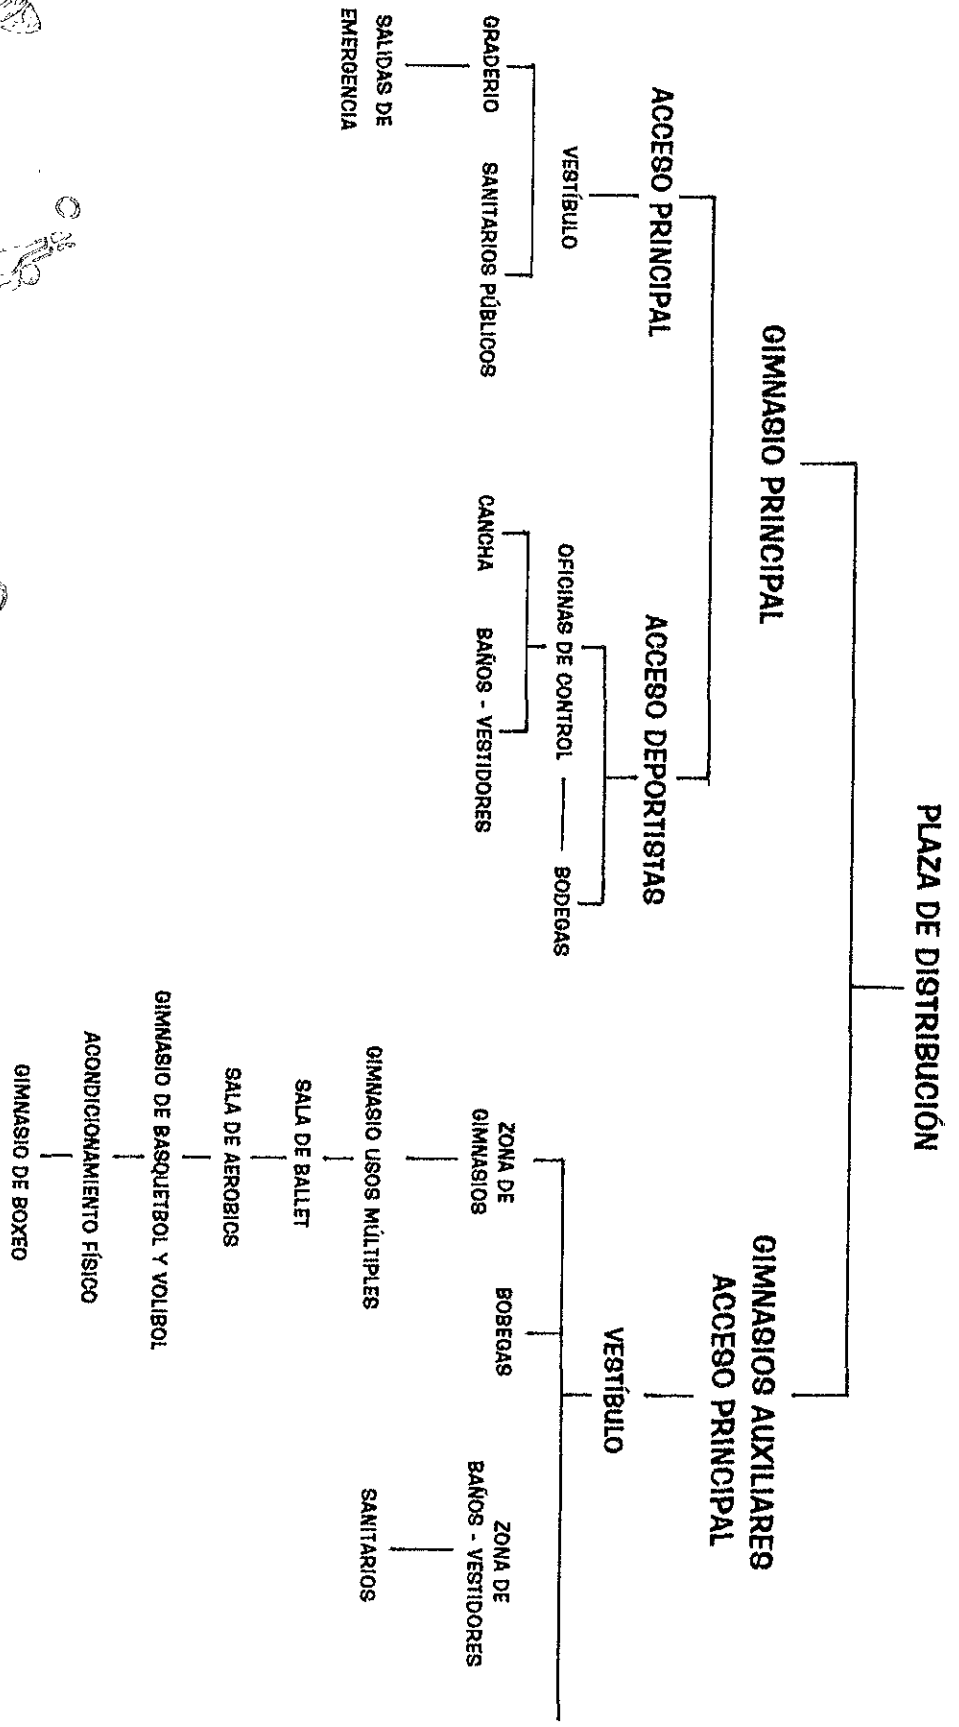 PLAZA DE DISTRIBUCIÓN
GIMNASIO PRINCIPAL
ACCESO PRINCIPAL
VESTÍBULO
GRADERIO
SANITARIOS PÚBLICOS
SALIDAS DE
EMERGENCIA
ACCESO DEPORTISTAS
OFICINAS DE CONTROL
BODEGAS
CANCHA
BAÑOS - VESTIDORES
GIMNASIOS AUXILIARES
ACCESO PRINCIPAL
VESTÍBULO
ZONA DE
GIMNASIOS
BOBEGAS
ZONA DE
BAÑOS - VESTIDORES
GIMNASIO USOS MÚLTIPLES
SANITARIOS
SALA DE BALLET
SALA DE AEROBICS
GIMNASIO DE BASQUETBOL Y VOLIBOL
ACONDICIONAMIENTO FÍSICO
GIMNASIO DE BOXEO